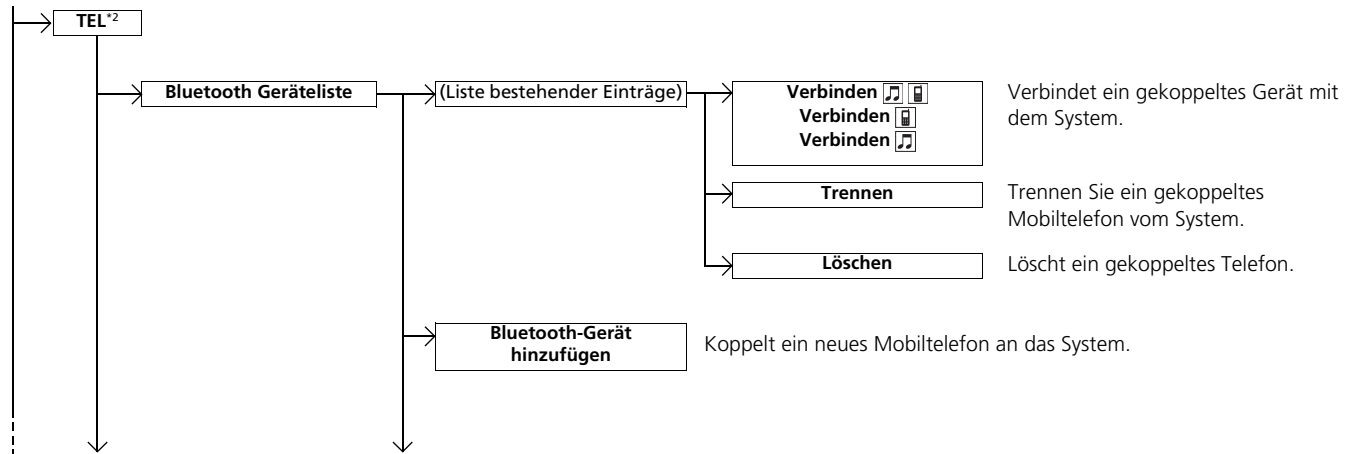 TEL*2
Bluetooth Geräteliste
(Liste bestehender Einträge)
Verbinden
Verbinden
Verbinden
Verbindet ein gekoppeltes Gerät mit
dem System.
Trennen
Trennen Sie ein gekoppeltes
Mobiltelefon vom System.
Löschen
Löscht ein gekoppeltes Telefon.
Bluetooth-Gerät
hinzufügen
Koppelt ein neues Mobiltelefon an das System.